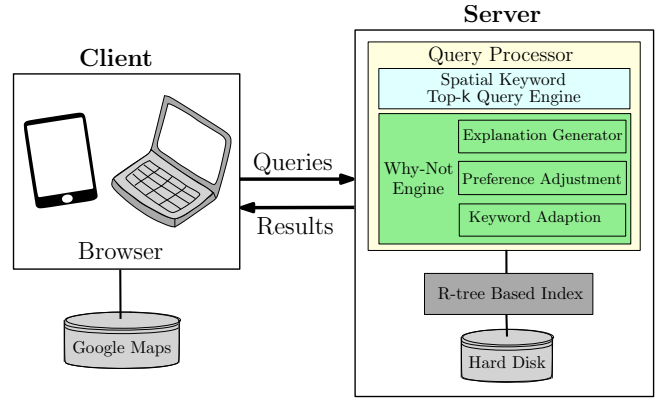 Server
Client
Query Processor
Spatial Keyword
Top-k Query Engine
Explanation Generator
Why-Not
Engine
Preference Adjustment
Keyword Adaption
Queries
Results
Browser
R-tree Based Index
Google Maps
Hard Disk